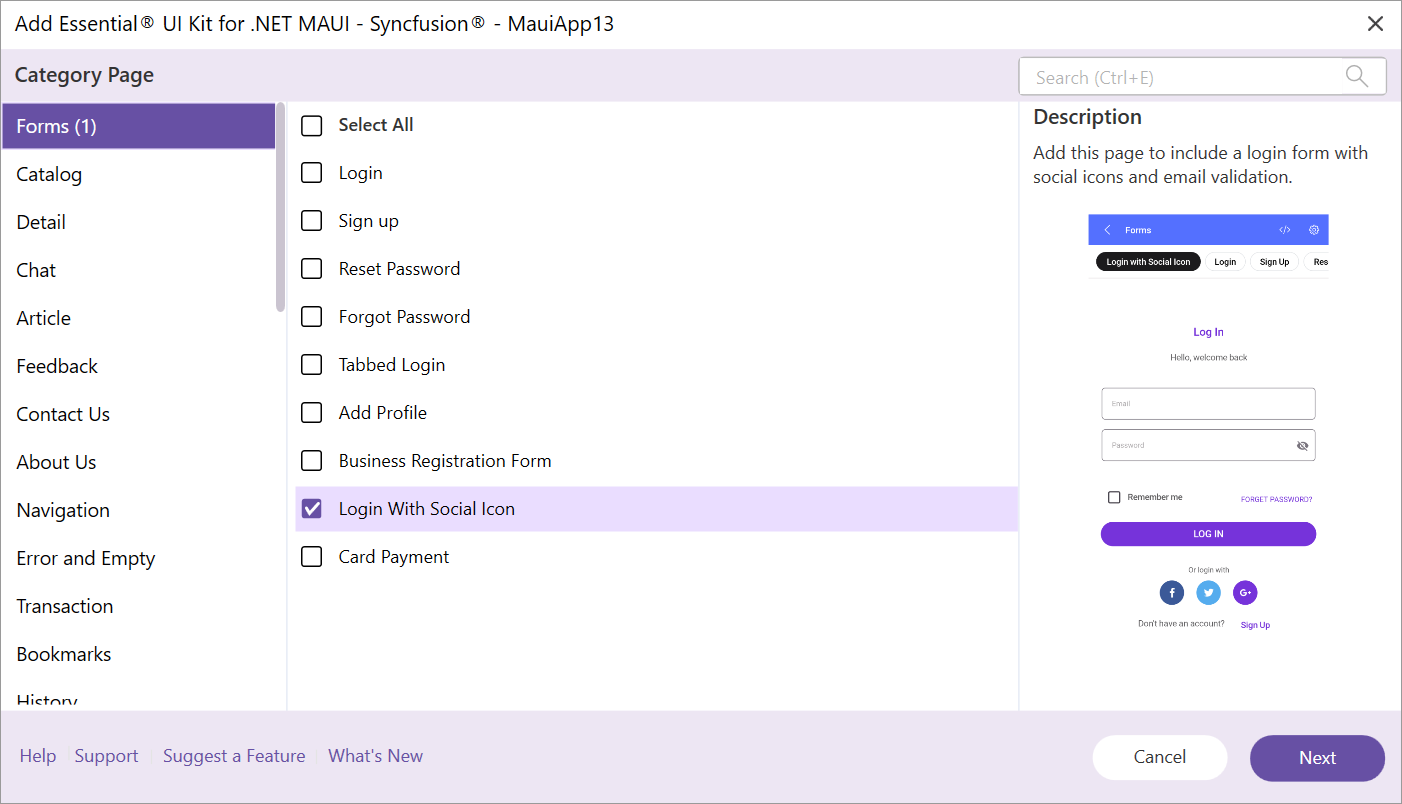 Add Essential® UI Kit for .NET MAUI - Syncfusion® - MauiApp13
Category Page
Search (Ctrl+E)
Forms (1)
Catalog
Detail
Chat
Article
Feedback
Contact Us
About Us
Navigation
Error and Empty
Transaction
Bookmarks
History
Select All
Login
Sign up
Reset Password
Forgot Password
Tabbed Login
Add Profile
Business Registration Form
Login With Social Icon
Card Payment
Description
Add this page to include a login form with
social icons and email validation.
Forms </>
Login with Social Icon Login Sign Up Res
Log In
Hello, welcome back
Email
Password
Remember me FORGET PASSWORD?
LOG IN
Or login with
f G+
Don't have an account? Sign Up
Help Support Suggest a Feature What's New
Cancel Next